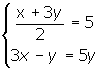 x + 3y
2
= 5
3x − y = 5y